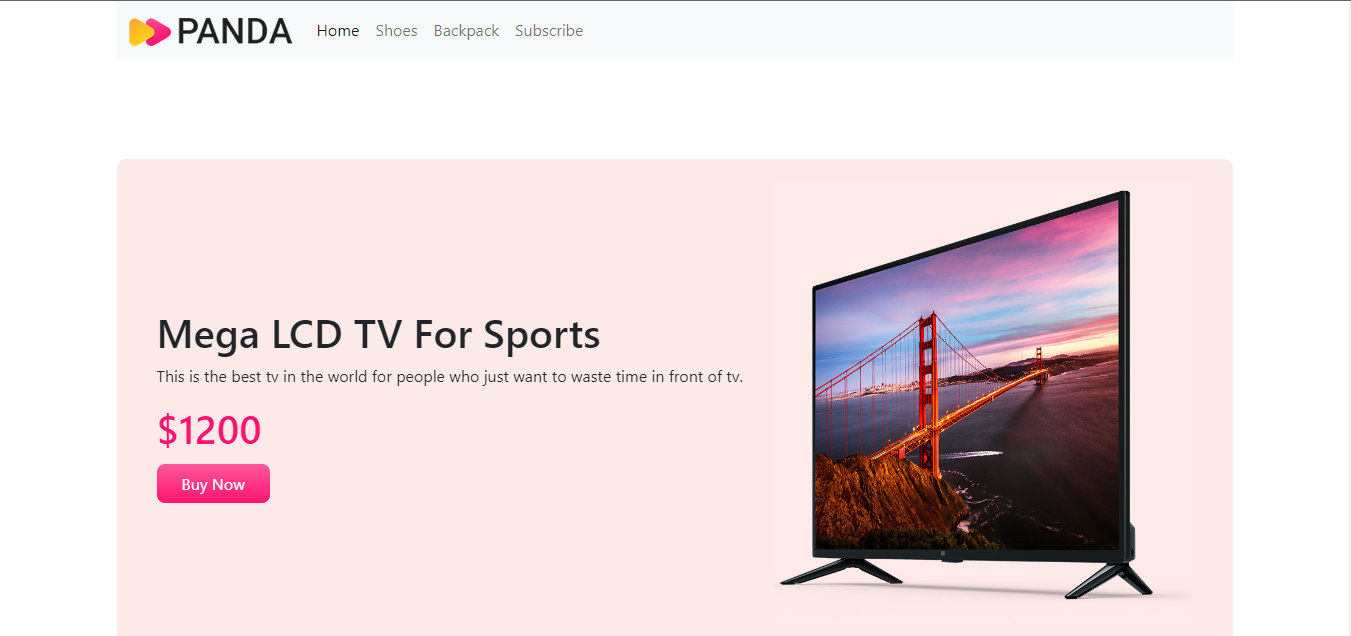 PANDA Home Shoes Backpack Subscribe
Mega LCD TV For Sports
This is the best tv in the world for people who just want to waste time in front of tv.
$1200
Buy Now